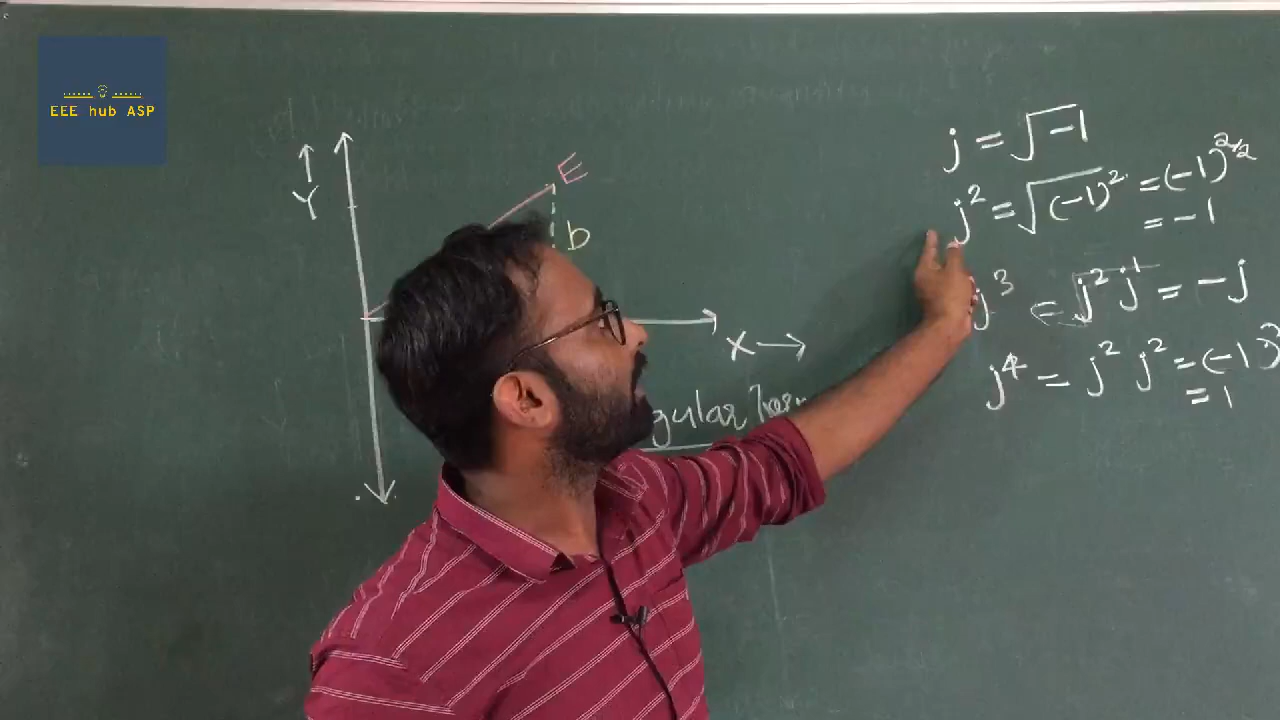 EEE hub ASP
Y
E
b
X
gular
j = √-1
j² = √(-1)² = (-1)^2/2
= -1
j³ = √j² j¹ = -j
j⁴ = j² j² = (-1)²
= 1